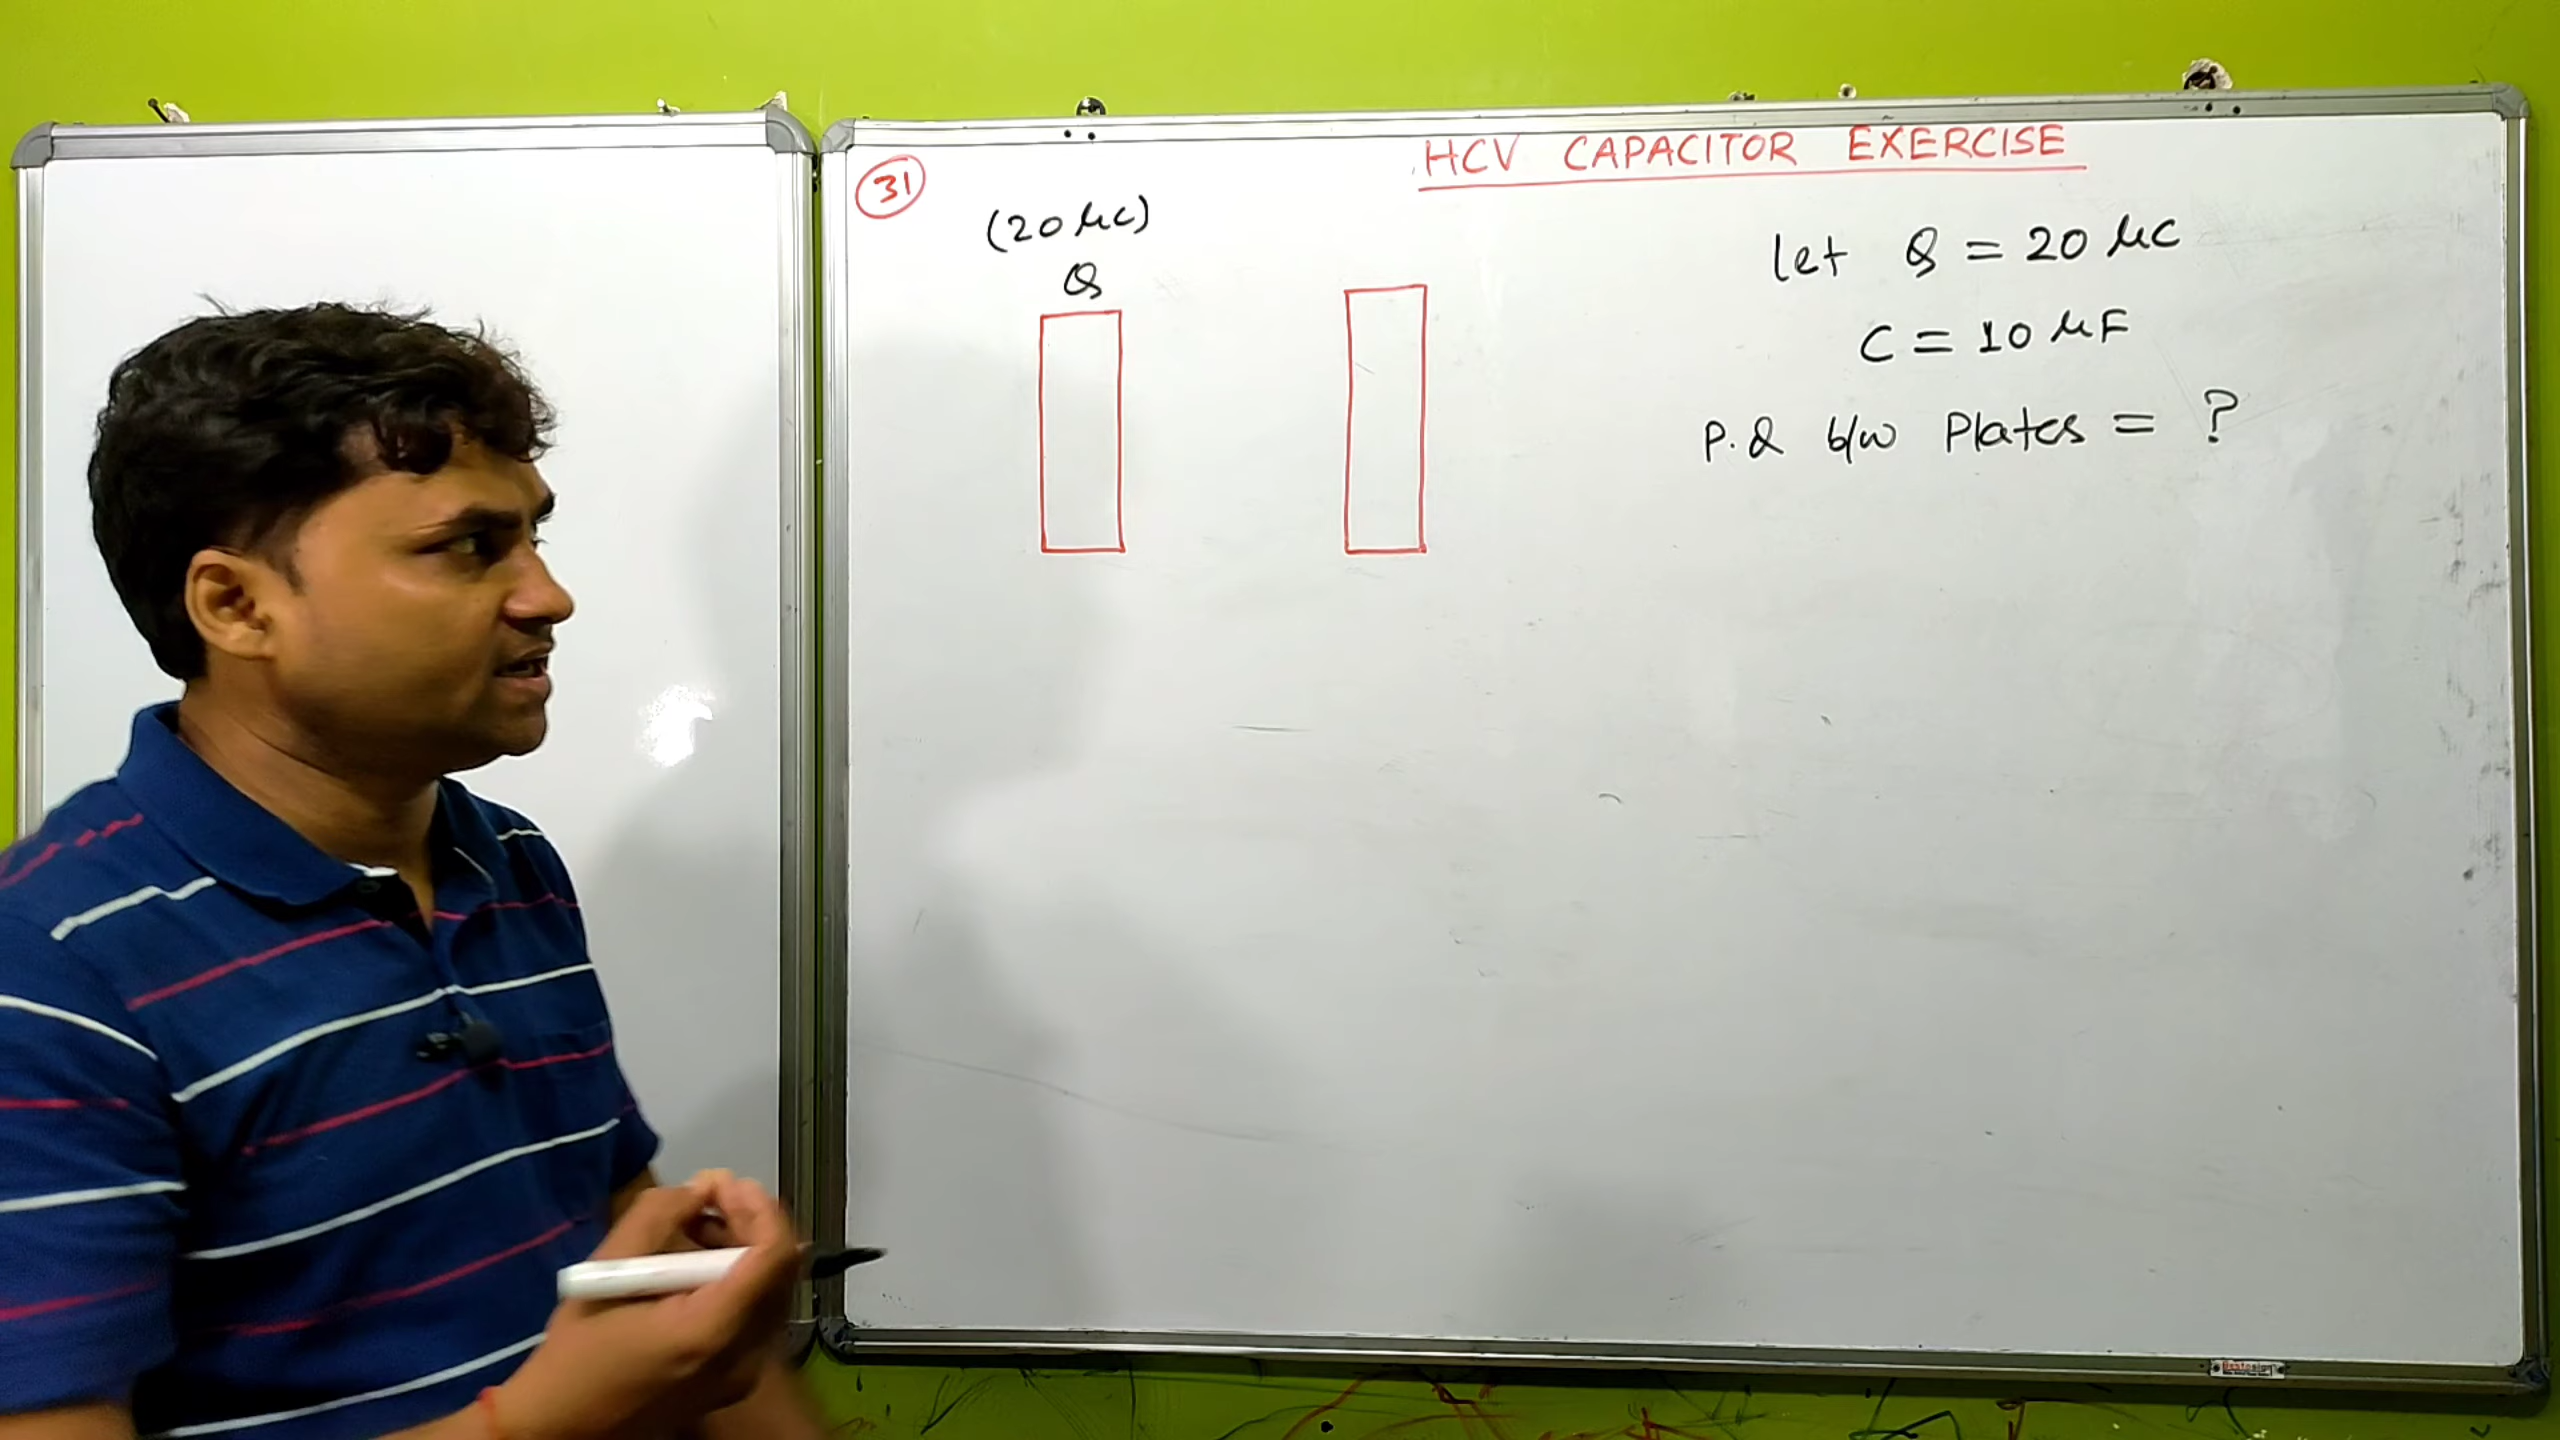 HCV CAPACITOR EXERCISE
31
(20 μC)
Q
let Q = 20 μC
C = 10 μF
P.d b/w Plates = ?